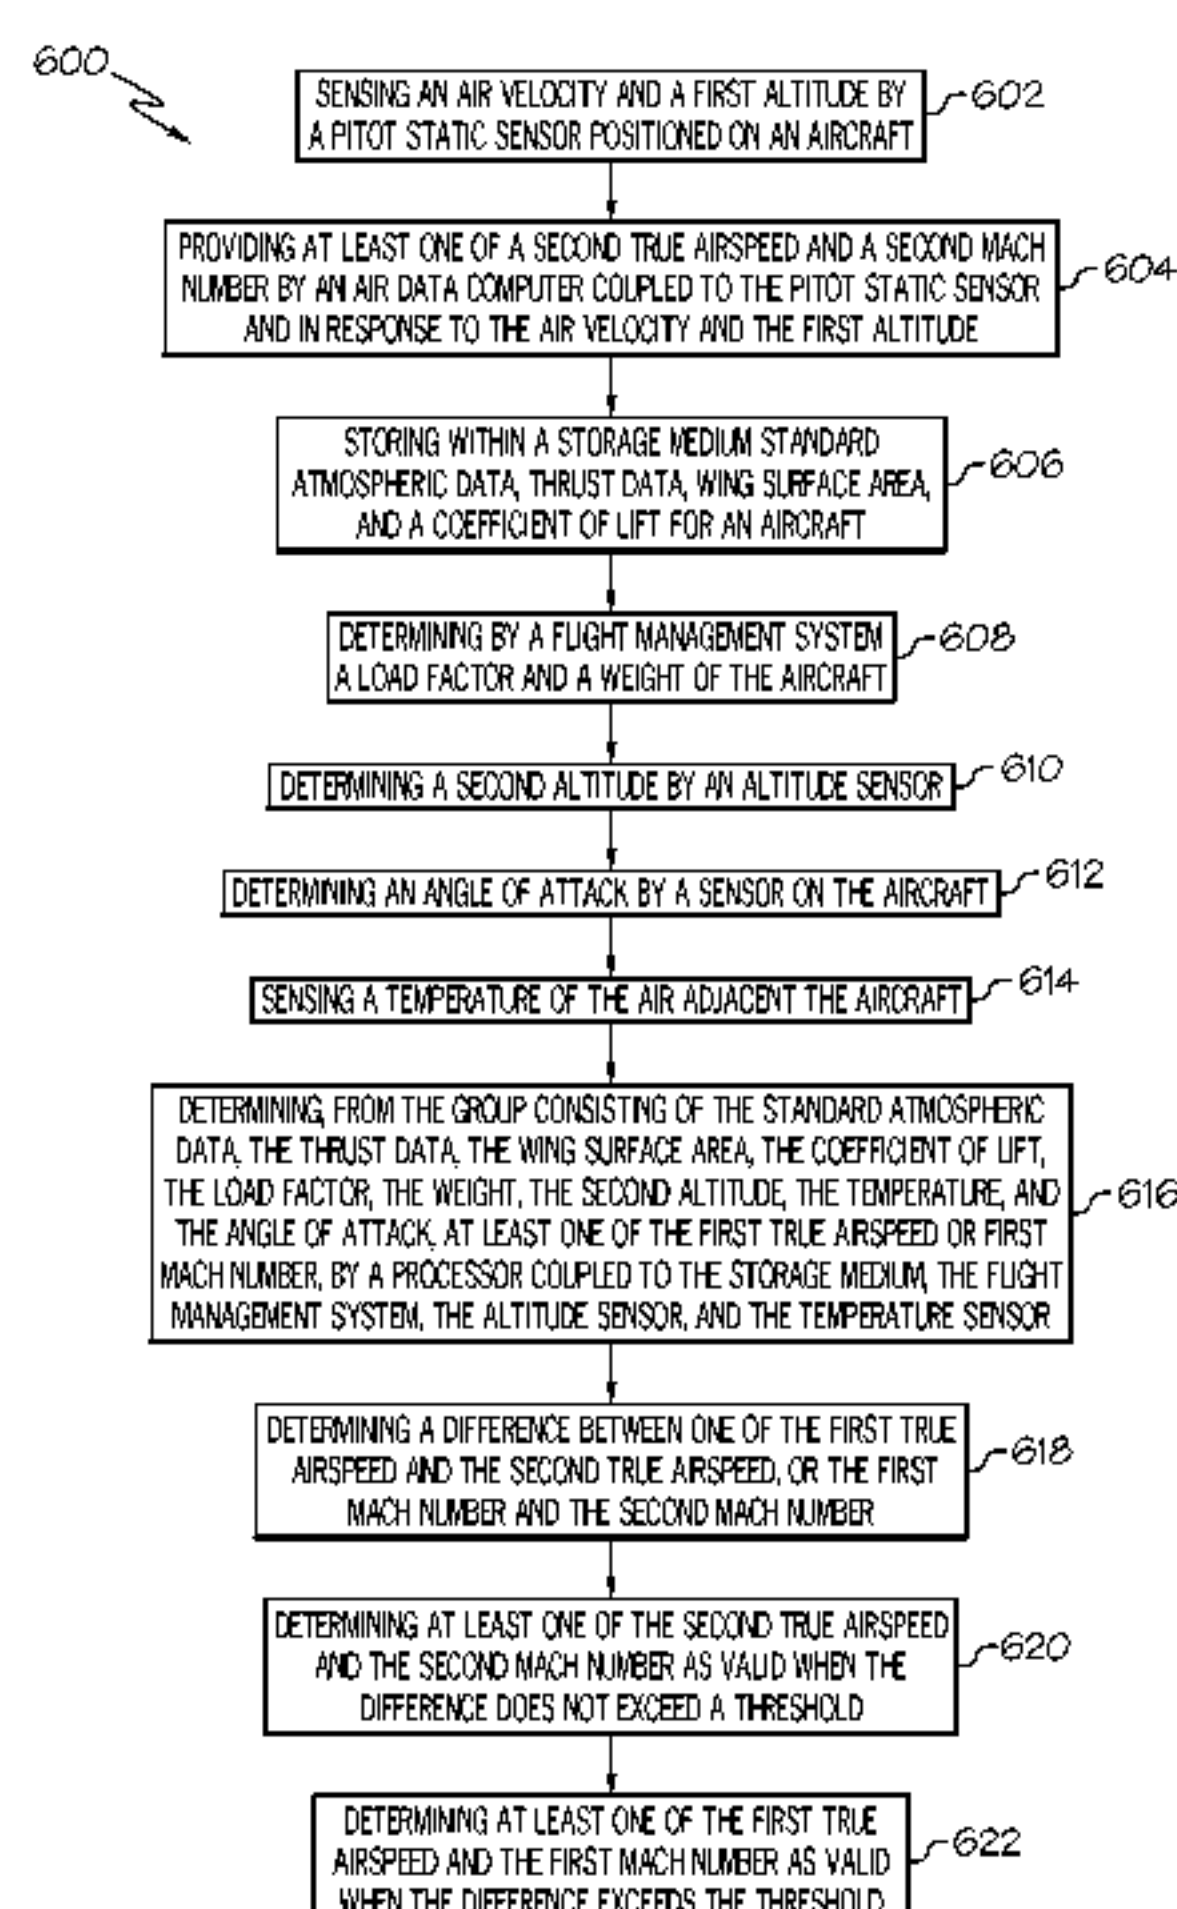 600
SENSING AN AIR VELOCITY AND A FIRST ALTITUDE BY
A PITOT STATIC SENSOR POSITIONED ON AN AIRCRAFT
602
PROVIDING AT LEAST ONE OF A SECOND TRUE AIRSPEED AND A SECOND MACH
NUMBER BY AN AIR DATA COMPUTER COUPLED TO THE PITOT STATIC SENSOR
AND IN RESPONSE TO THE AIR VELOCITY AND THE FIRST ALTITUDE
604
STORING WITHIN A STORAGE MEDIUM STANDARD
ATMOSPHERIC DATA, THRUST DATA, WING SURFACE AREA,
AND A COEFFICIENT OF LIFT FOR AN AIRCRAFT
606
DETERMINING BY A FLIGHT MANAGEMENT SYSTEM
A LOAD FACTOR AND A WEIGHT OF THE AIRCRAFT
608
DETERMINING A SECOND ALTITUDE BY AN ALTITUDE SENSOR
610
DETERMINING AN ANGLE OF ATTACK BY A SENSOR ON THE AIRCRAFT
612
SENSING A TEMPERATURE OF THE AIR ADJACENT THE AIRCRAFT
614
DETERMINING, FROM THE GROUP CONSISTING OF THE STANDARD ATMOSPHERIC
DATA, THE THRUST DATA, THE WING SURFACE AREA, THE COEFFICIENT OF LIFT,
THE LOAD FACTOR, THE WEIGHT, THE SECOND ALTITUDE, THE TEMPERATURE, AND
THE ANGLE OF ATTACK, AT LEAST ONE OF THE FIRST TRUE AIRSPEED OR FIRST
MACH NUMBER, BY A PROCESSOR COUPLED TO THE STORAGE MEDIUM, THE FLIGHT
MANAGEMENT SYSTEM, THE ALTITUDE SENSOR, AND THE TEMPERATURE SENSOR
616
DETERMINING A DIFFERENCE BETWEEN ONE OF THE FIRST TRUE
AIRSPEED AND THE SECOND TRUE AIRSPEED, OR THE FIRST
MACH NUMBER AND THE SECOND MACH NUMBER
618
DETERMINING AT LEAST ONE OF THE SECOND TRUE AIRSPEED
AND THE SECOND MACH NUMBER AS VALID WHEN THE
DIFFERENCE DOES NOT EXCEED A THRESHOLD
620
DETERMINING AT LEAST ONE OF THE FIRST TRUE
AIRSPEED AND THE FIRST MACH NUMBER AS VALID
WHEN THE DIFFERENCE EXCEEDS THE THRESHOLD
622